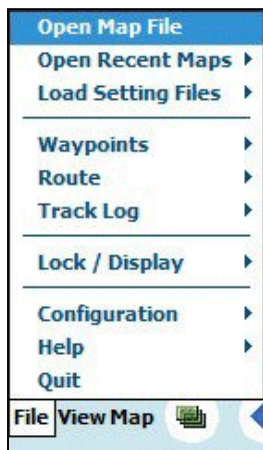 Open Map File
Open Recent Maps
Load Setting Files
Waypoints
Route
Track Log
Lock / Display
Configuration
Help
Quit
File View Map